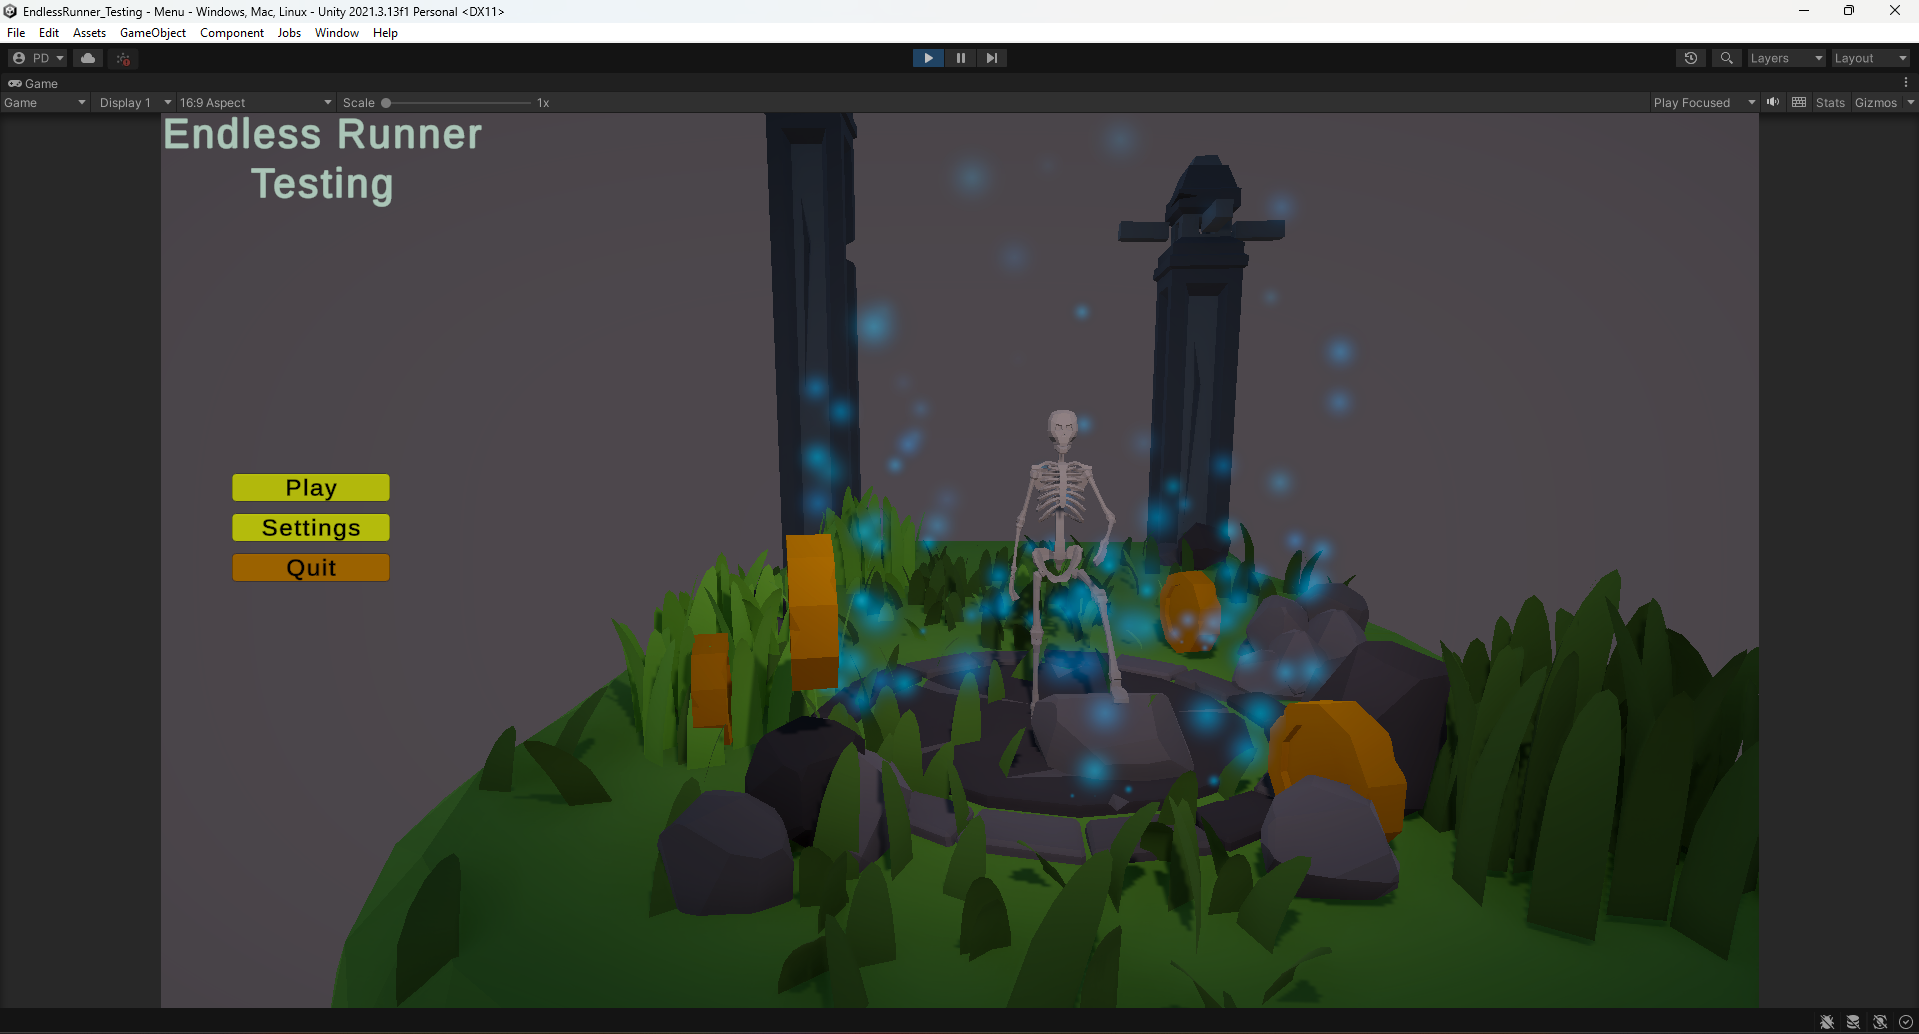 EndlessRunner_Testing - Menu - Windows, Mac, Linux - Unity 2021.3.13f1 Personal <DX11>
File Edit Assets GameObject Component Jobs Window Help
PD Layers Layout
Game
Game Display 1 16:9 Aspect Scale 1x Play Focused Stats Gizmos
Endless Runner
Testing
Play
Settings
Quit